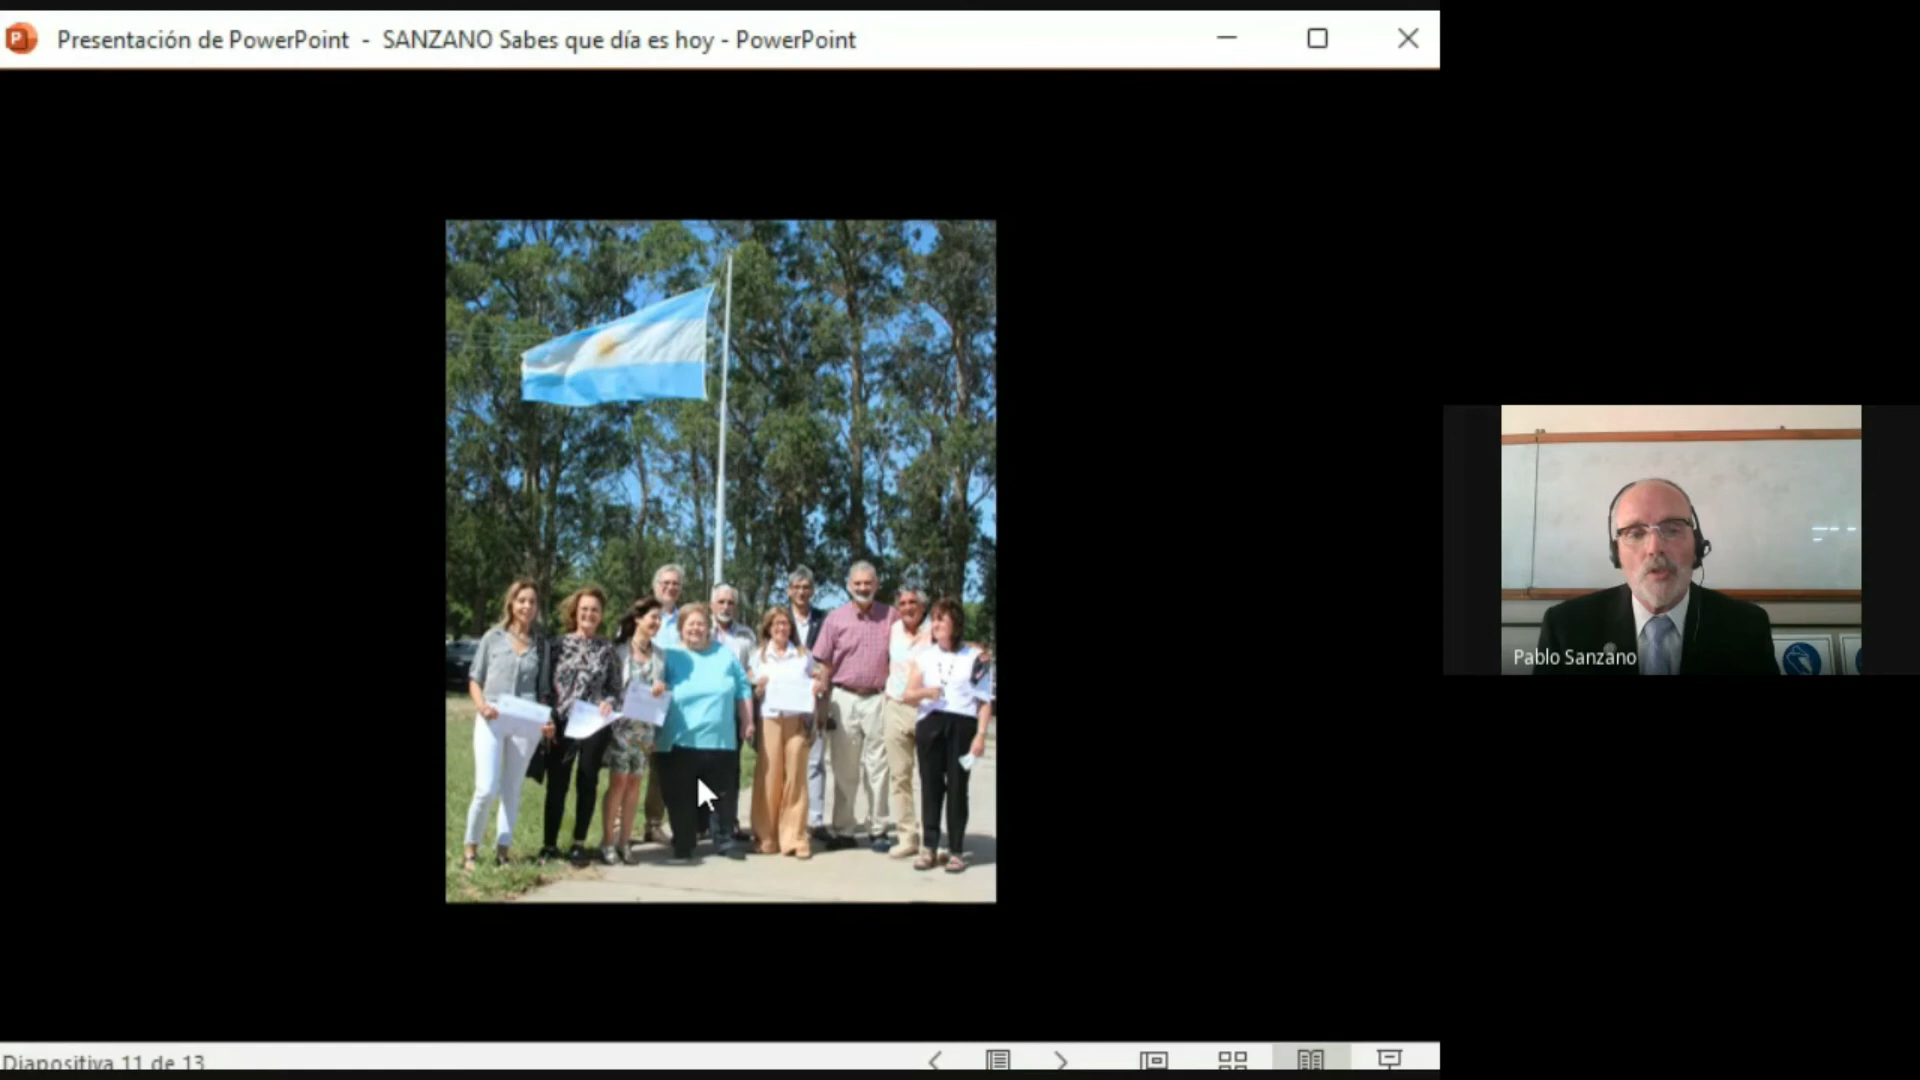 Presentación de PowerPoint - SANZANO Sabes que día es hoy - PowerPoint
Pablo Sanzano
Diapositiva 11 de 13